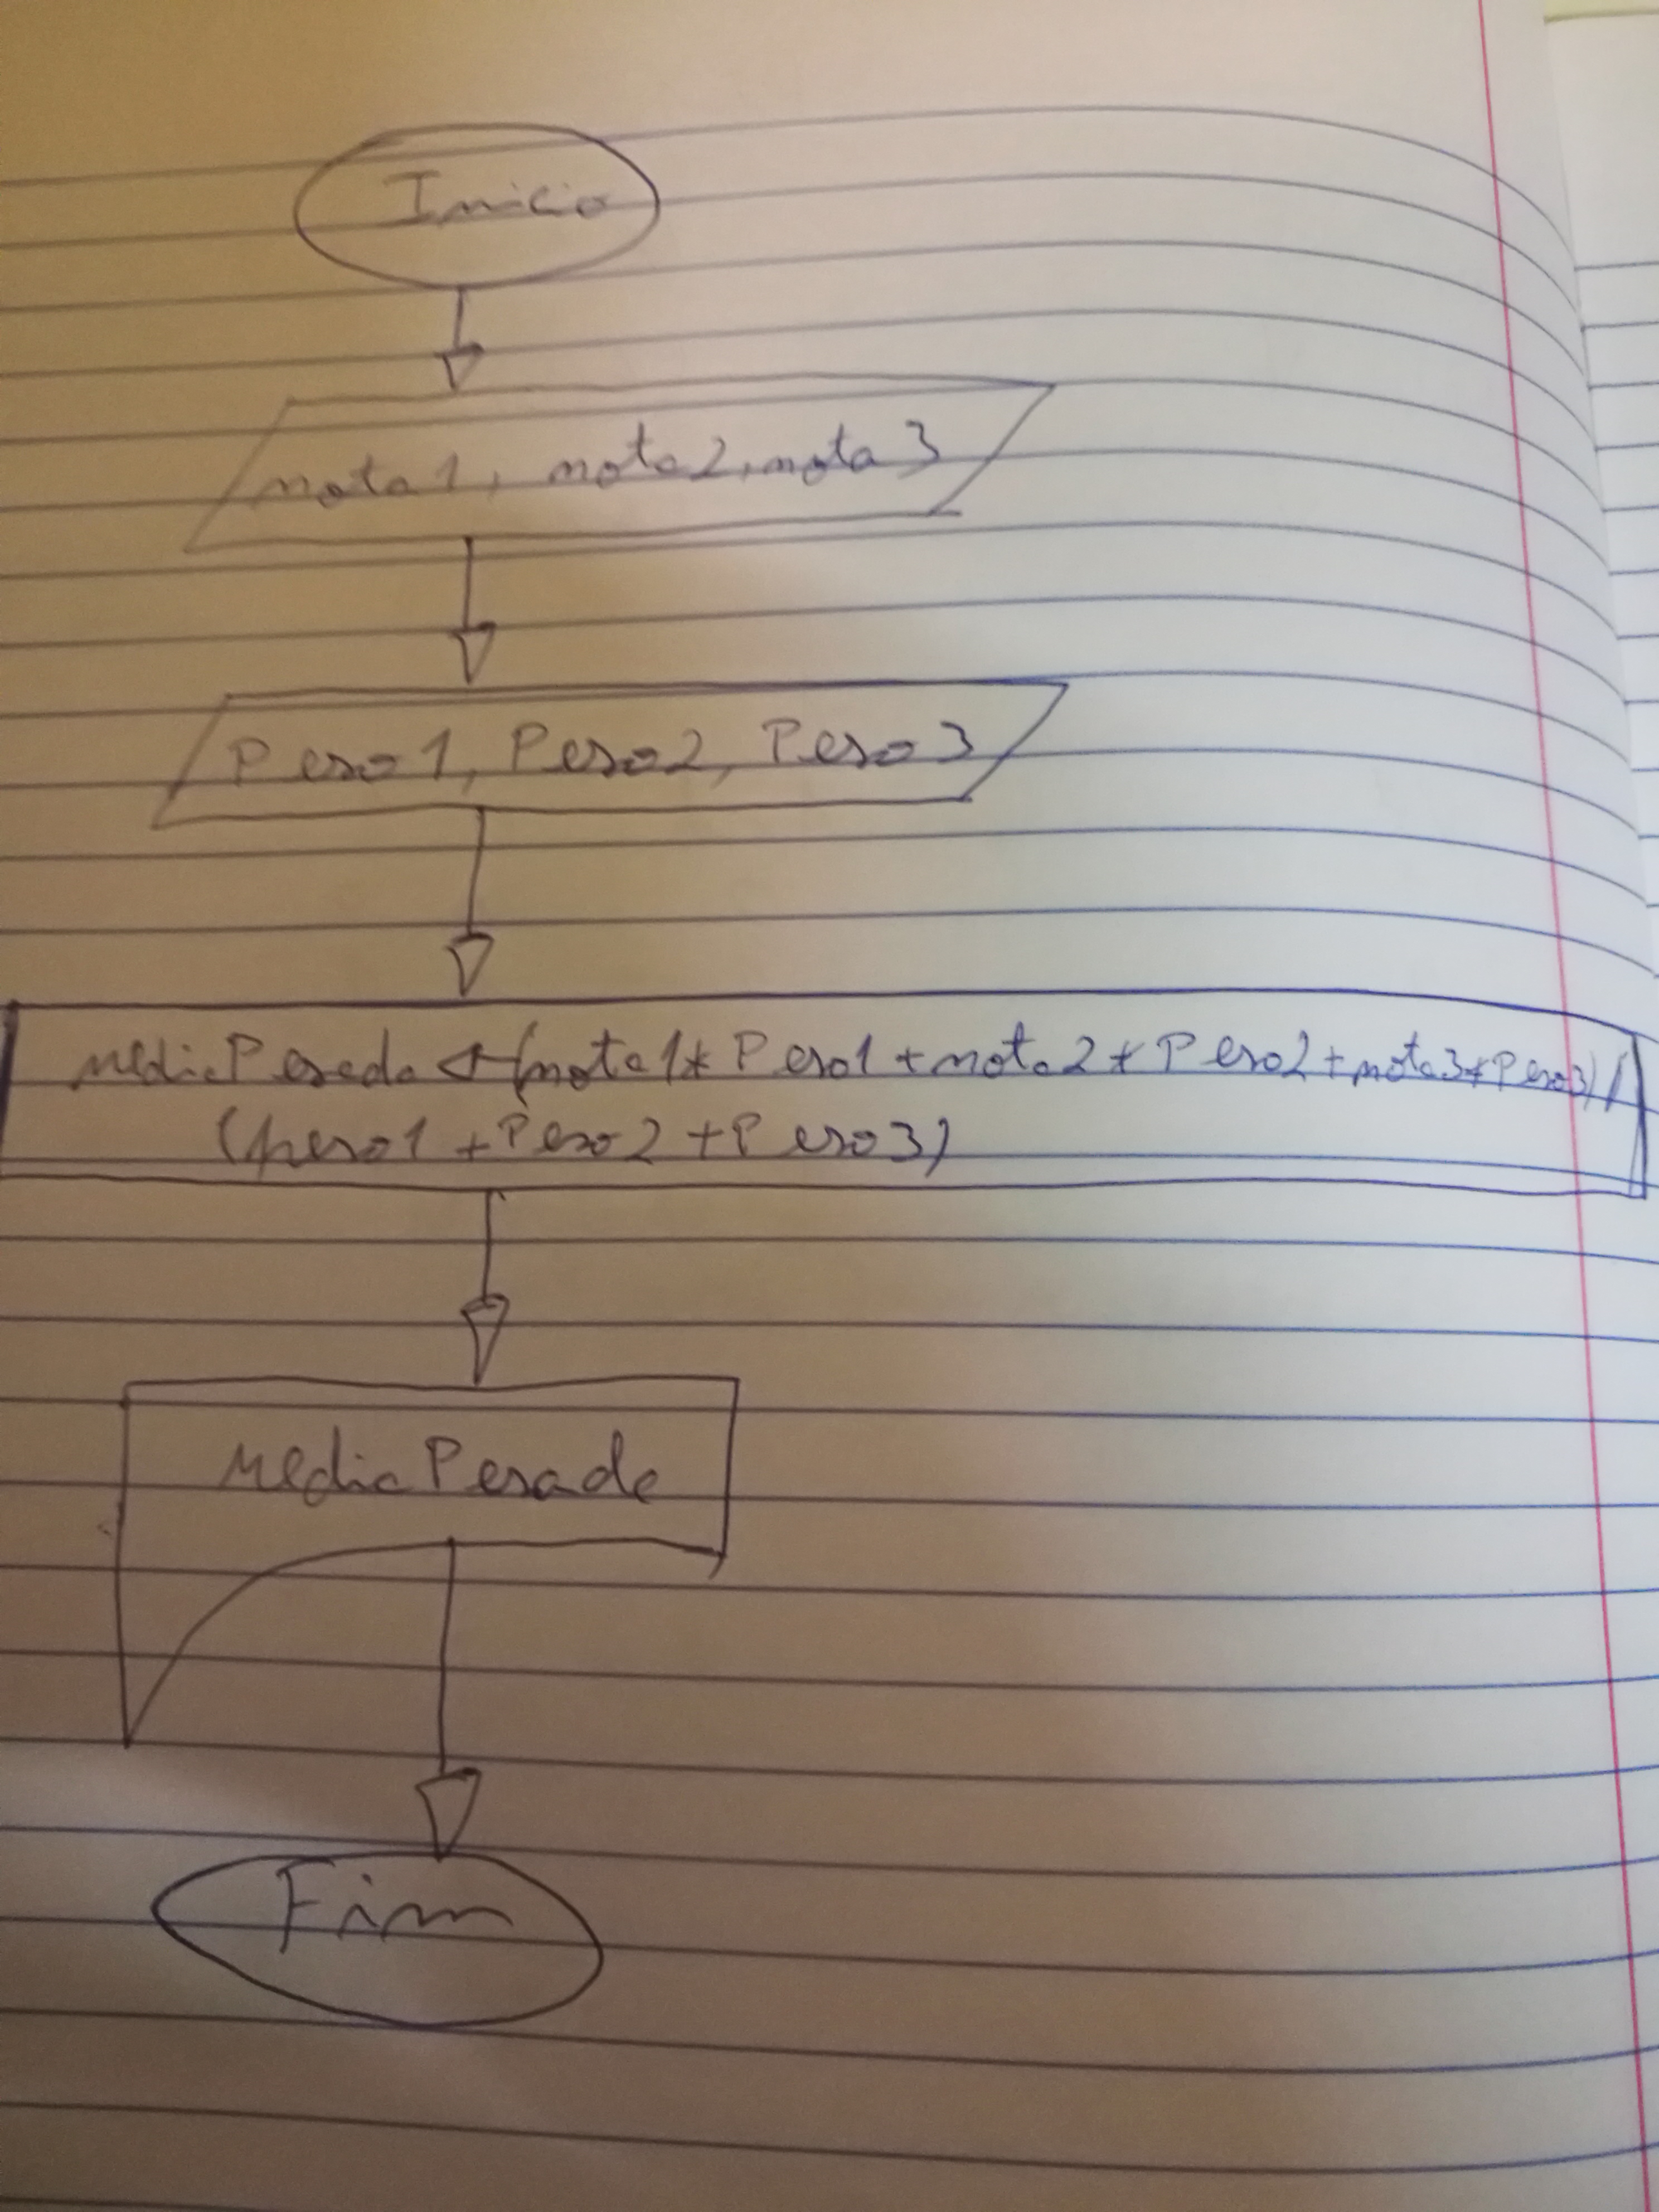 Inicio
nota1, nota2, nota3
Peso1, Peso2, Peso3
MediaPesada ← (nota1 * Peso1 + nota2 * Peso2 + nota3 * Peso3) /
(peso1 + Peso2 + Peso3)
MediaPesada
Fim